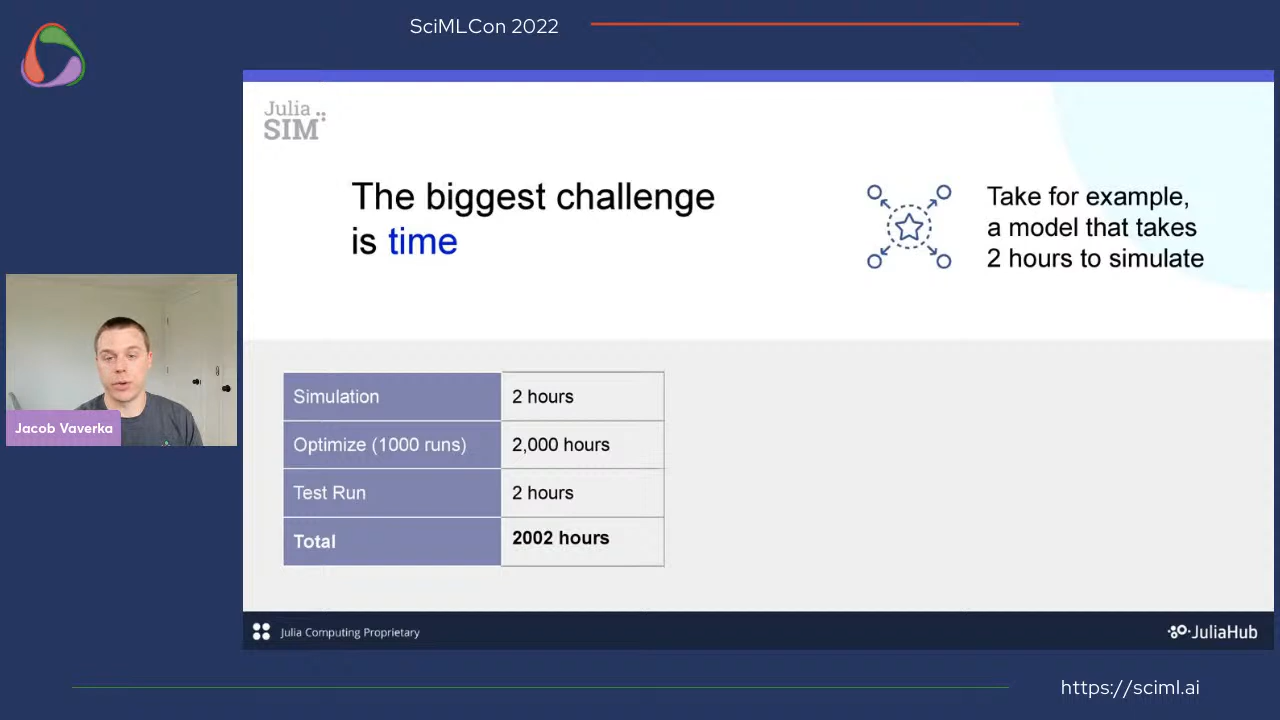 SciMLCon 2022
Julia
SIM
The biggest challenge
is time
Take for example,
a model that takes
2 hours to simulate
Simulation 2 hours
Optimize (1000 runs) 2,000 hours
Test Run 2 hours
Total 2002 hours
Jacob Vaverka
Julia Computing Proprietary
JuliaHub
https://sciml.ai